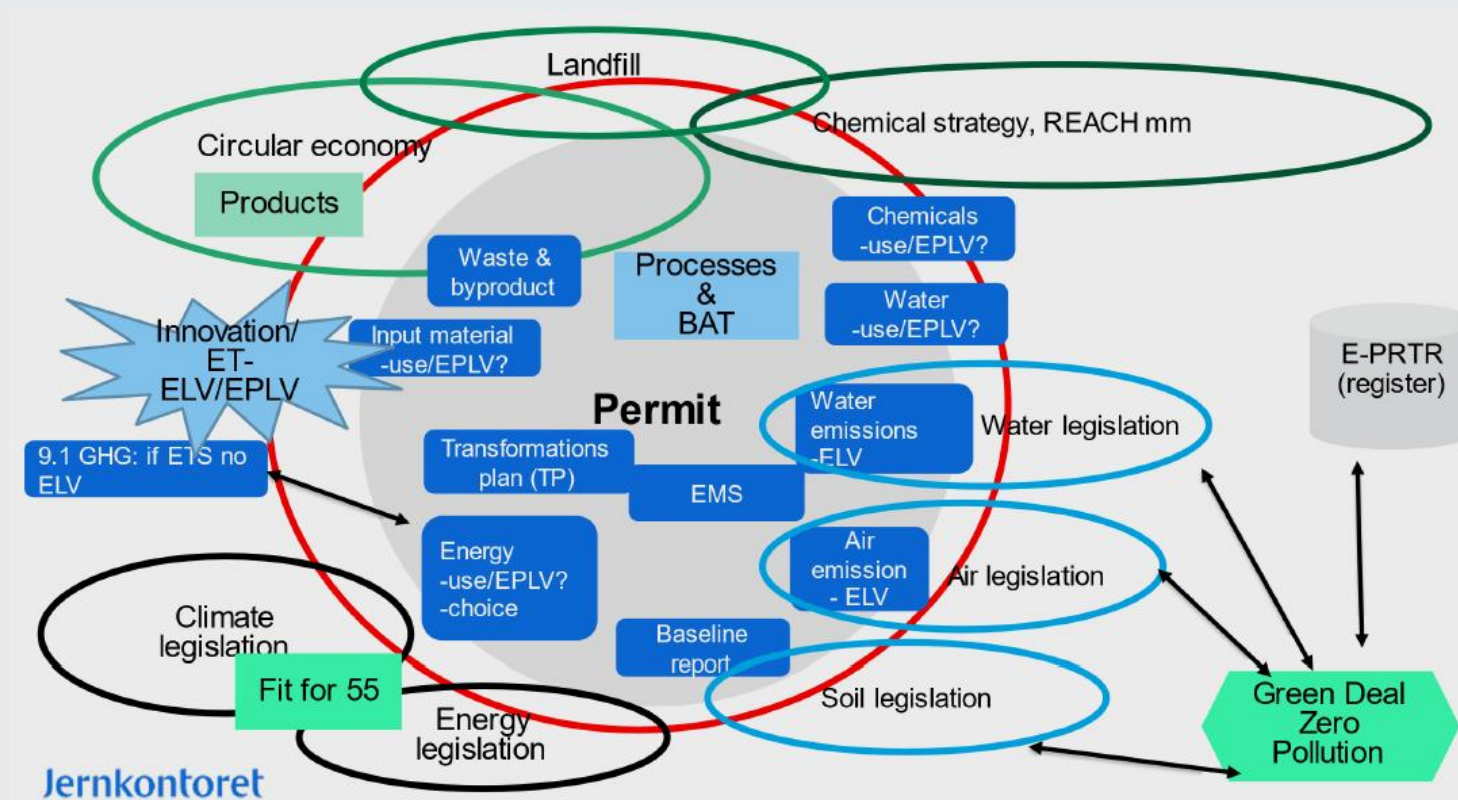 Landfill
Chemical strategy, REACH mm
Circular economy
Products
Chemicals
-use/EPLV?
Waste &
byproduct
Processes
&
BAT
Water
-use/EPLV?
Innovation/
ET-
ELV/EPLV
Input material
-use/EPLV?
E-PRTR
(register)
Permit
Water
emissions
-ELV
Water legislation
9.1 GHG: if ETS no
ELV
Transformations
plan (TP)
EMS
Energy
-use/EPLV?
-choice
Air
emission
- ELV
Air legislation
Climate
legislation
Baseline
report
Fit for 55
Soil legislation
Energy
legislation
Green Deal
Zero
Pollution
Jernkontoret